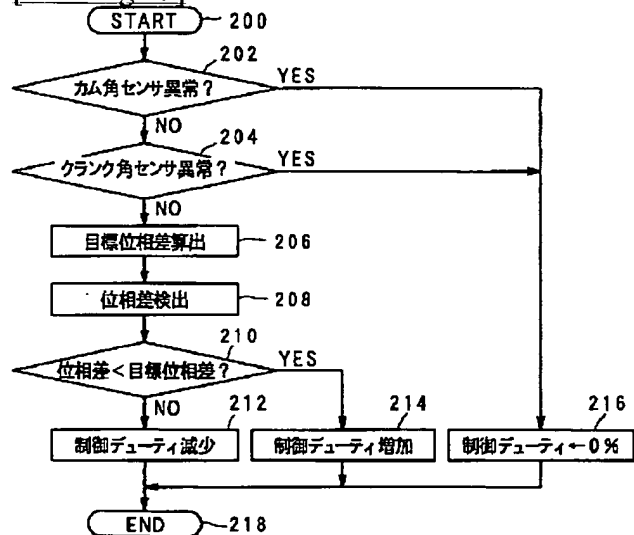 START 200
202
カム角センサ異常? YES
NO 204
クランク角センサ異常? YES
NO
目標位相差算出 206
位相差検出 208
210
位相差<目標位相差? YES
NO 212 214 216
制御デューティ減少 制御デューティ増加 制御デューティ←0%
END 218